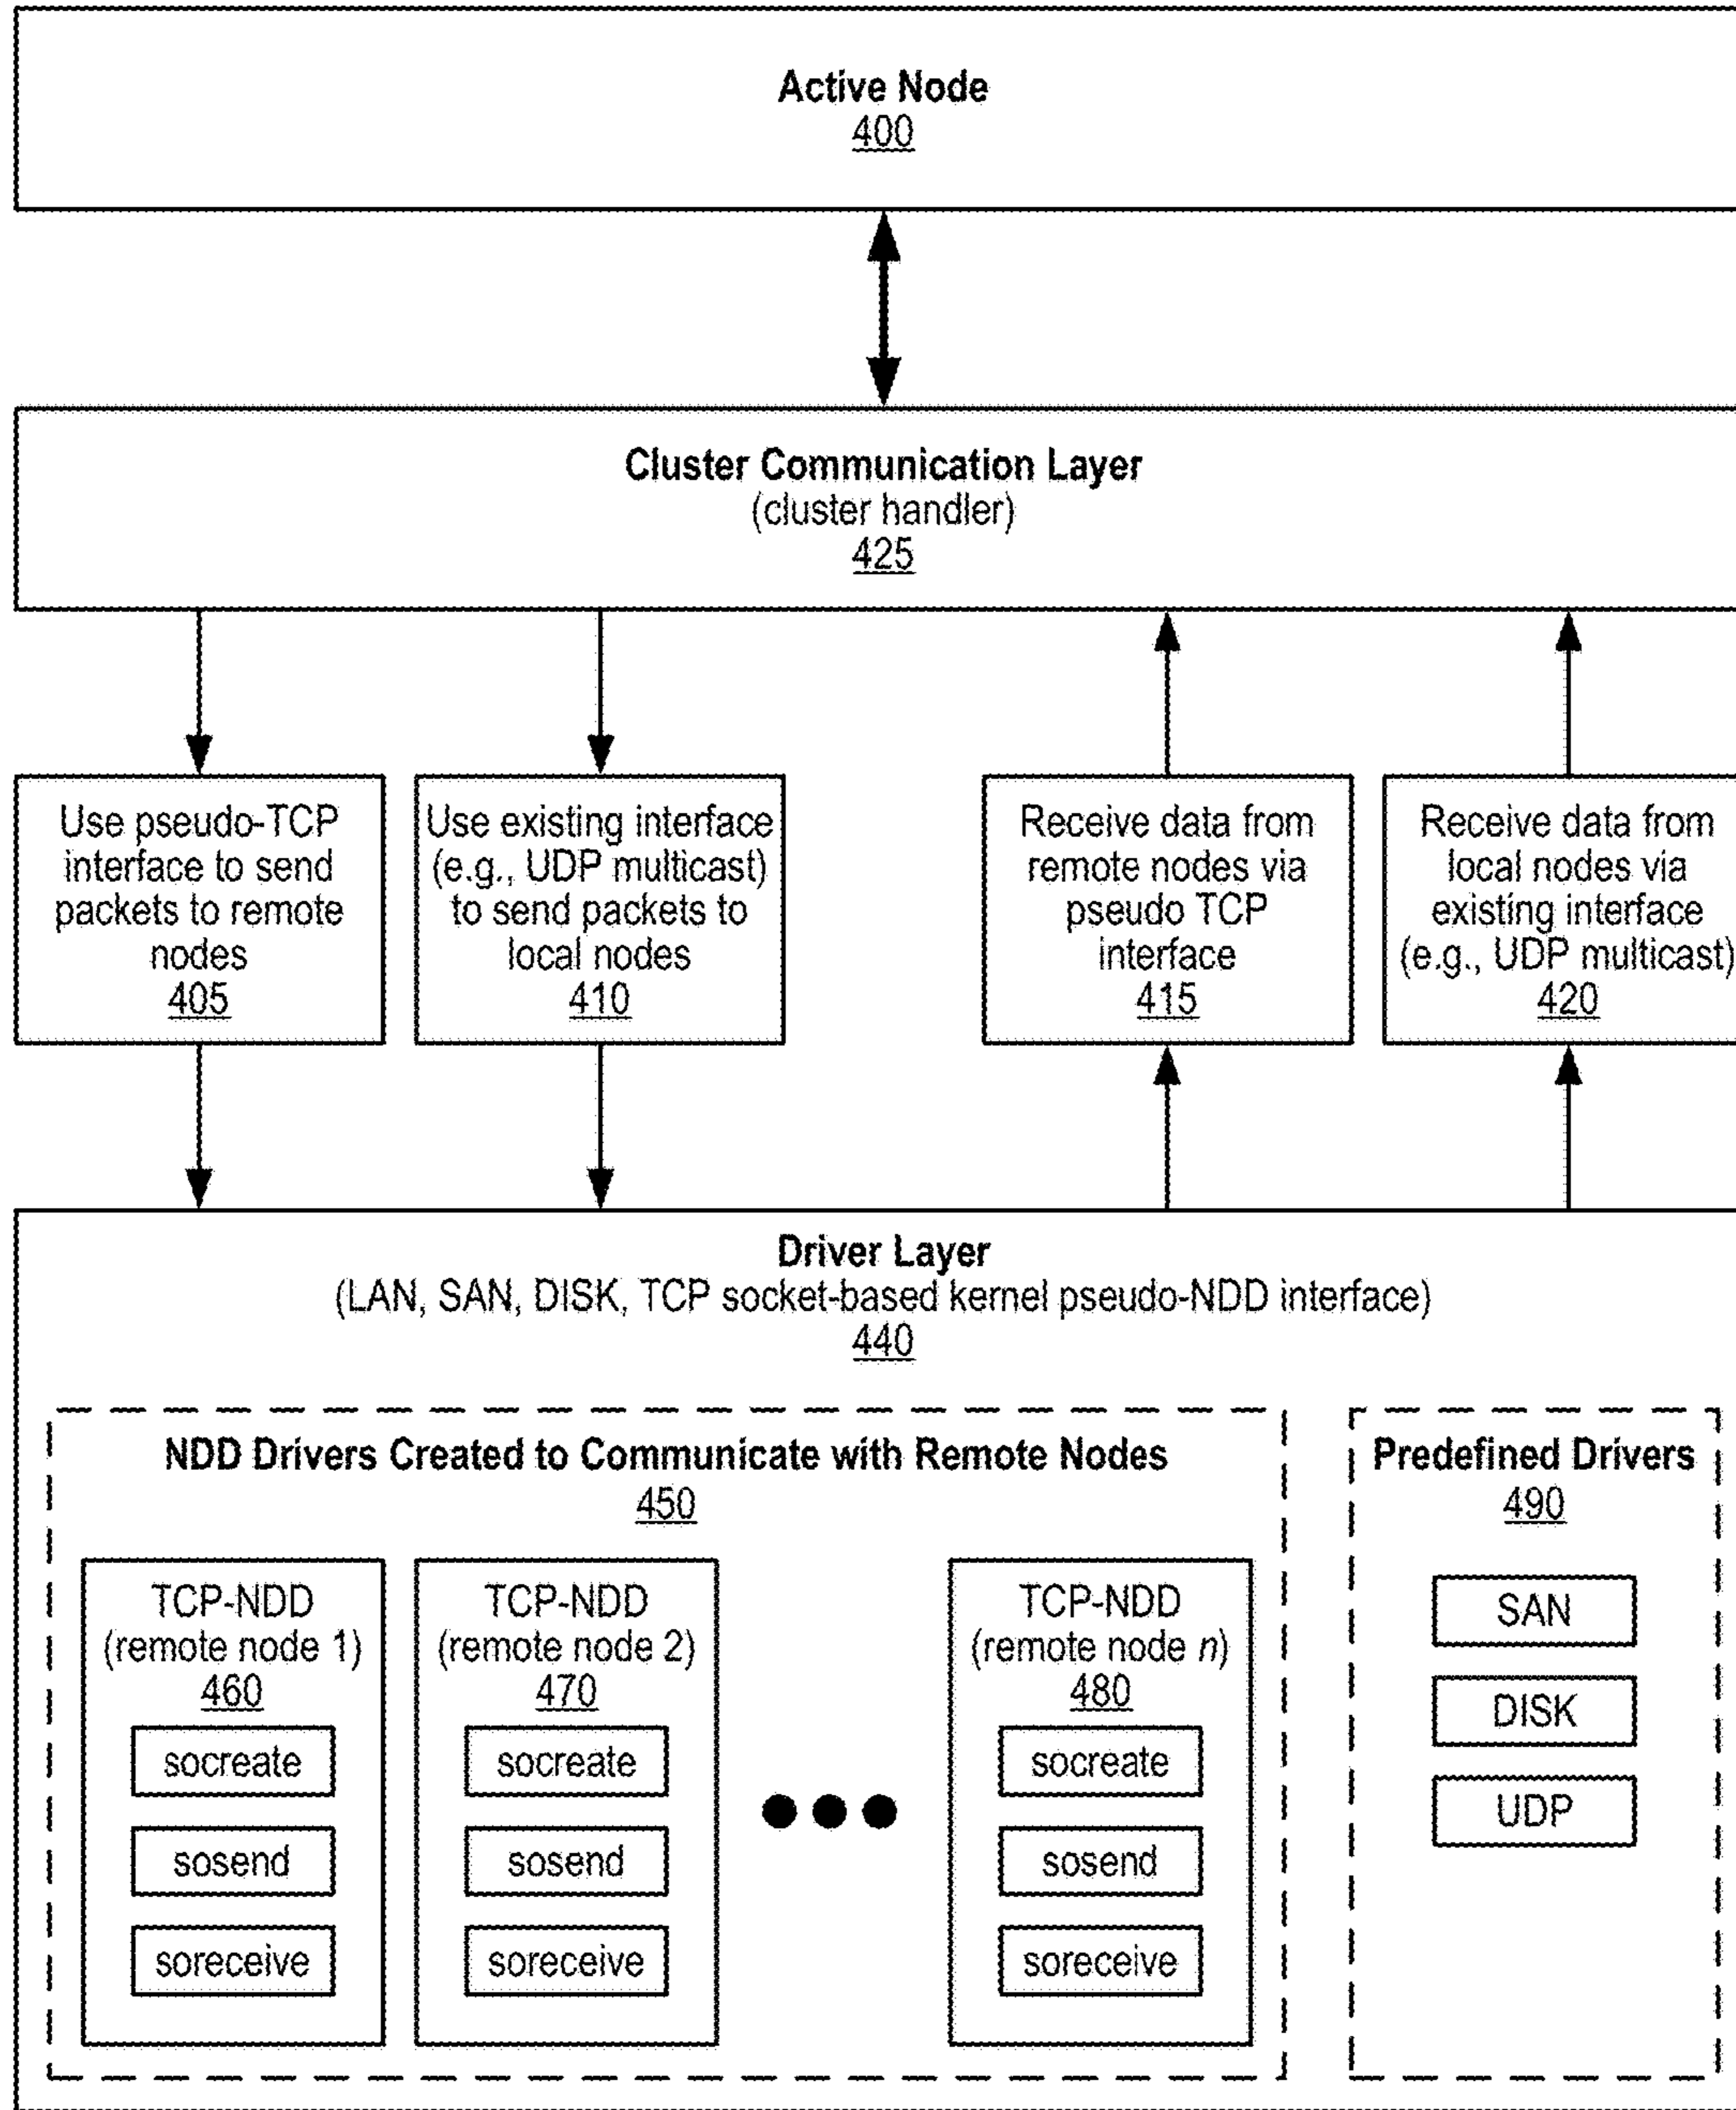 Active Node
400
Cluster Communication Layer
(cluster handler)
425
Use pseudo-TCP
interface to send
packets to remote
nodes
405
Use existing interface
(e.g., UDP multicast)
to send packets to
local nodes
410
Receive data from
remote nodes via
pseudo TCP
interface
415
Receive data from
local nodes via
existing interface
(e.g., UDP multicast)
420
Driver Layer
(LAN, SAN, DISK, TCP socket-based kernel pseudo-NDD interface)
440
NDD Drivers Created to Communicate with Remote Nodes
450
TCP-NDD
(remote node 1)
460
socreate
sosend
soreceive
TCP-NDD
(remote node 2)
470
socreate
sosend
soreceive
TCP-NDD
(remote node n)
480
socreate
sosend
soreceive
Predefined Drivers
490
SAN
DISK
UDP